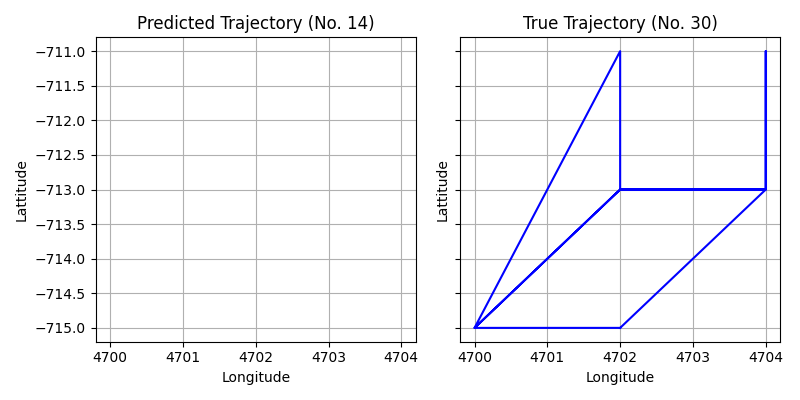 Predicted Trajectory (No. 14)
True Trajectory (No. 30)
−711.0
−711.5
−712.0
−712.5
−713.0
−713.5
−714.0
−714.5
−715.0
Lattitude
Lattitude
4700 4701 4702 4703 4704
4700 4701 4702 4703 4704
Longitude
Longitude